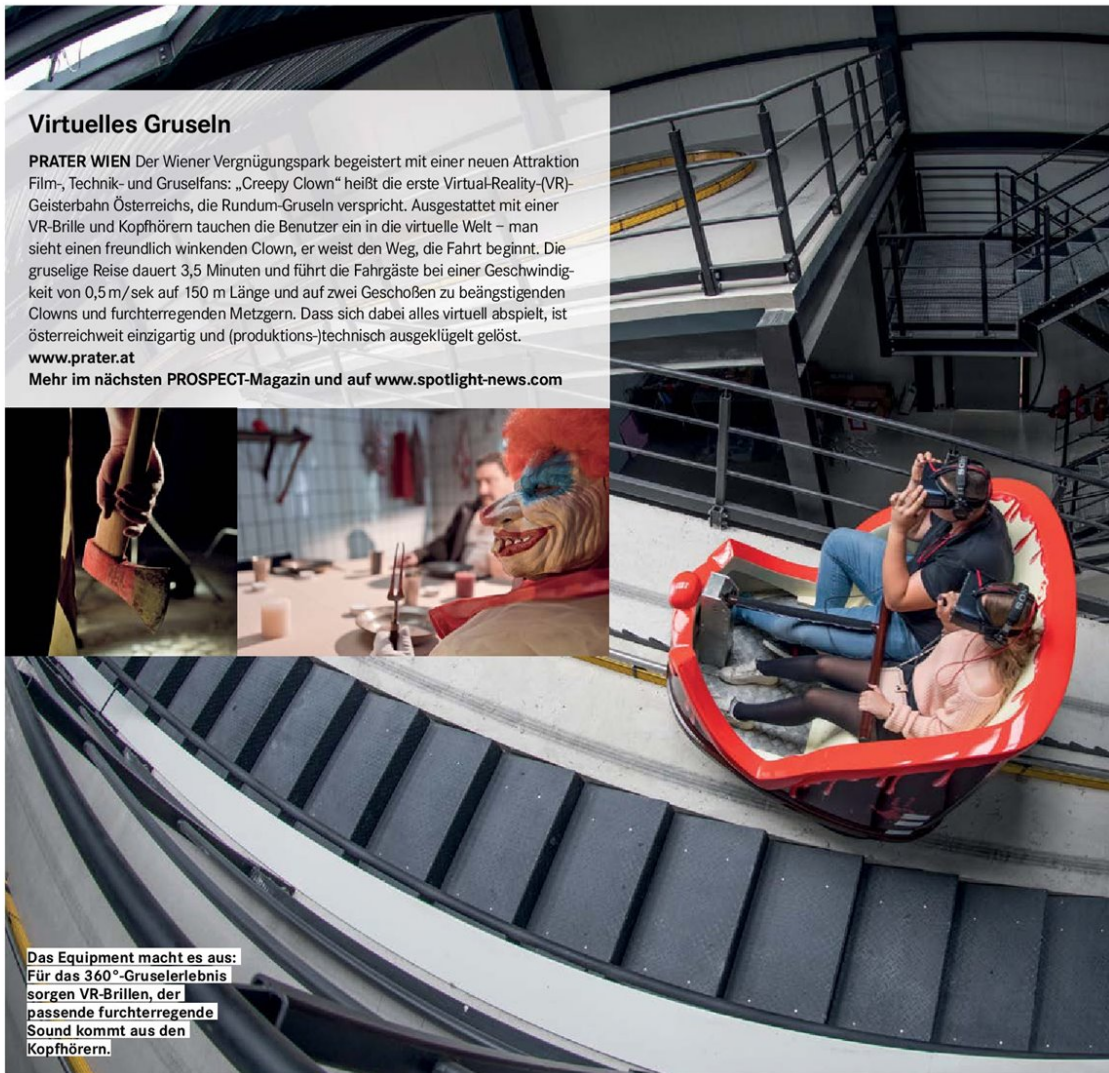 Virtuelles Gruseln
PRATER WIEN Der Wiener Vergnügungspark begeistert mit einer neuen Attraktion
Film-, Technik- und Gruselfans: „Creepy Clown“ heißt die erste Virtual-Reality-(VR)-
Geisterbahn Österreichs, die Rundum-Gruseln verspricht. Ausgestattet mit einer
VR-Brille und Kopfhörern tauchen die Benutzer ein in die virtuelle Welt – man
sieht einen freundlich winkenden Clown, er weist den Weg, die Fahrt beginnt. Die
gruselige Reise dauert 3,5 Minuten und führt die Fahrgäste bei einer Geschwindig-
keit von 0,5 m/sek auf 150 m Länge und auf zwei Geschoßen zu beängstigenden
Clowns und furchterregenden Metzgern. Dass sich dabei alles virtuell abspielt, ist
österreichweit einzigartig und (produktions-)technisch ausgeklügelt gelöst.
www.prater.at
Mehr im nächsten PROSPECT-Magazin und auf www.spotlight-news.com
Das Equipment macht es aus:
Für das 360°-Gruselerlebnis
sorgen VR-Brillen, der
passende furchterregende
Sound kommt aus den
Kopfhörern.